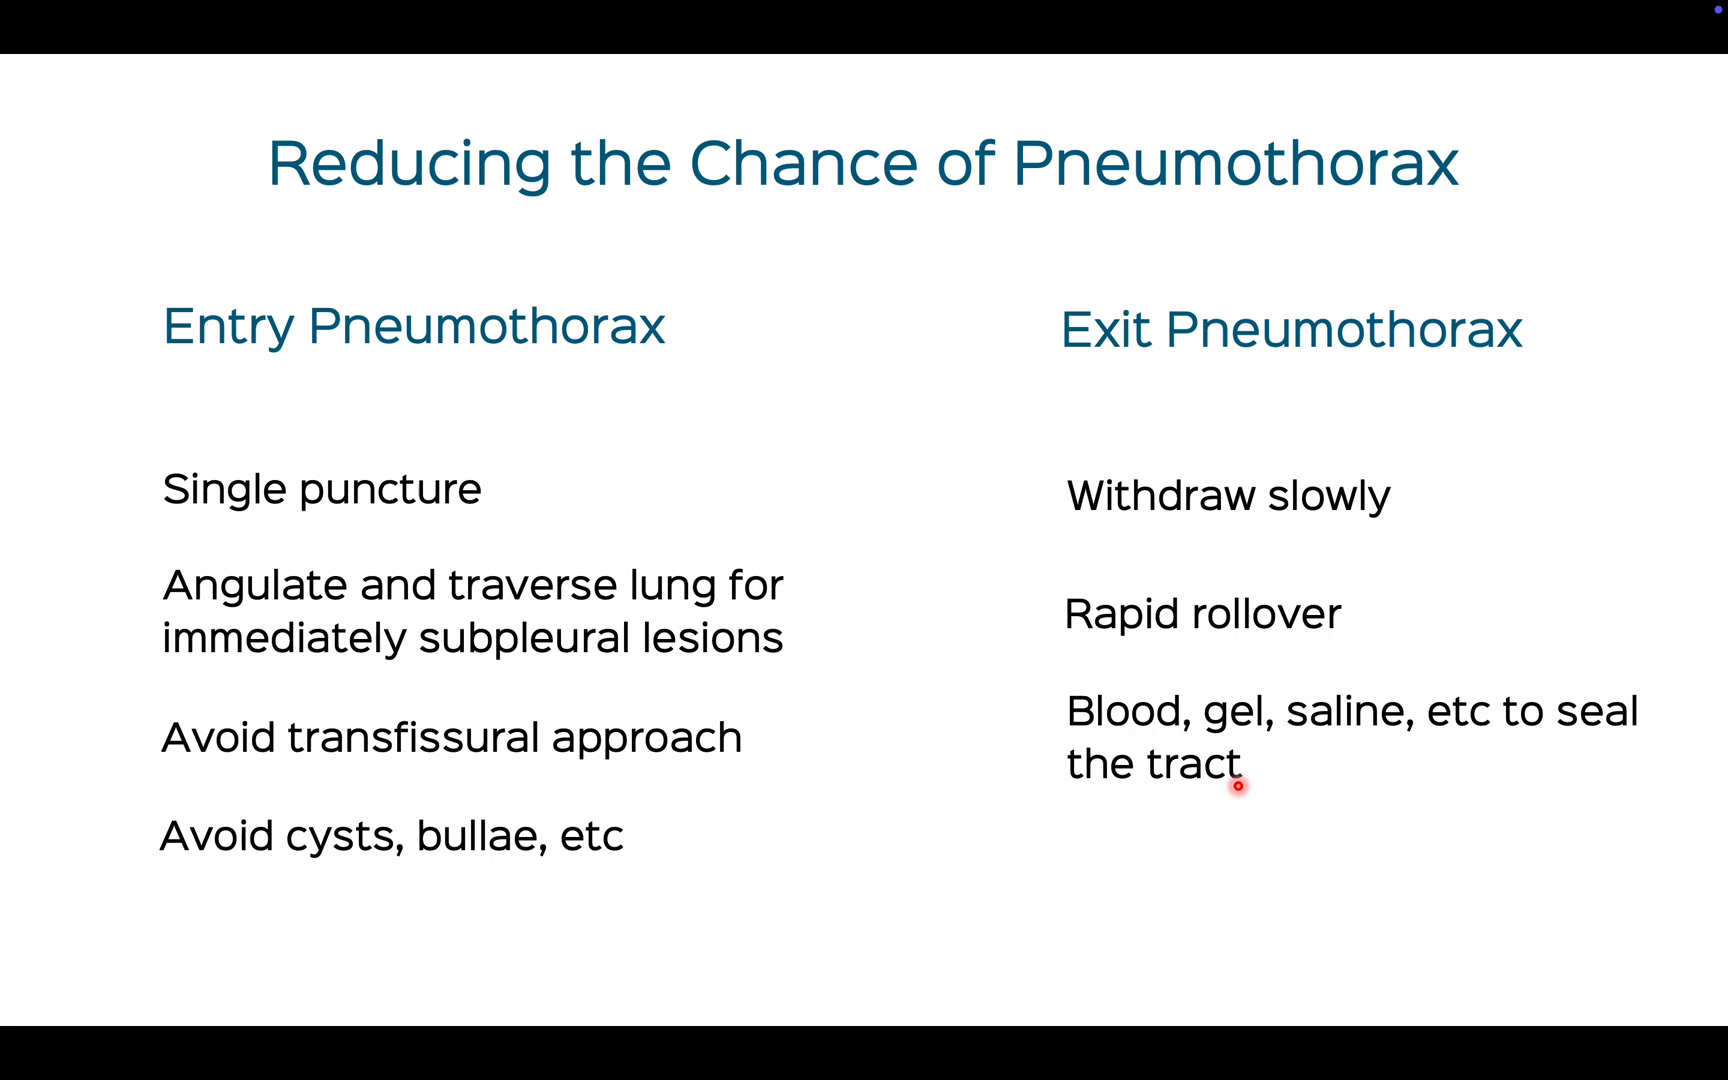 Reducing the Chance of Pneumothorax
Entry Pneumothorax
Single puncture
Angulate and traverse lung for
immediately subpleural lesions
Avoid transfissural approach
Avoid cysts, bullae, etc
Exit Pneumothorax
Withdraw slowly
Rapid rollover
Blood, gel, saline, etc to seal
the tract